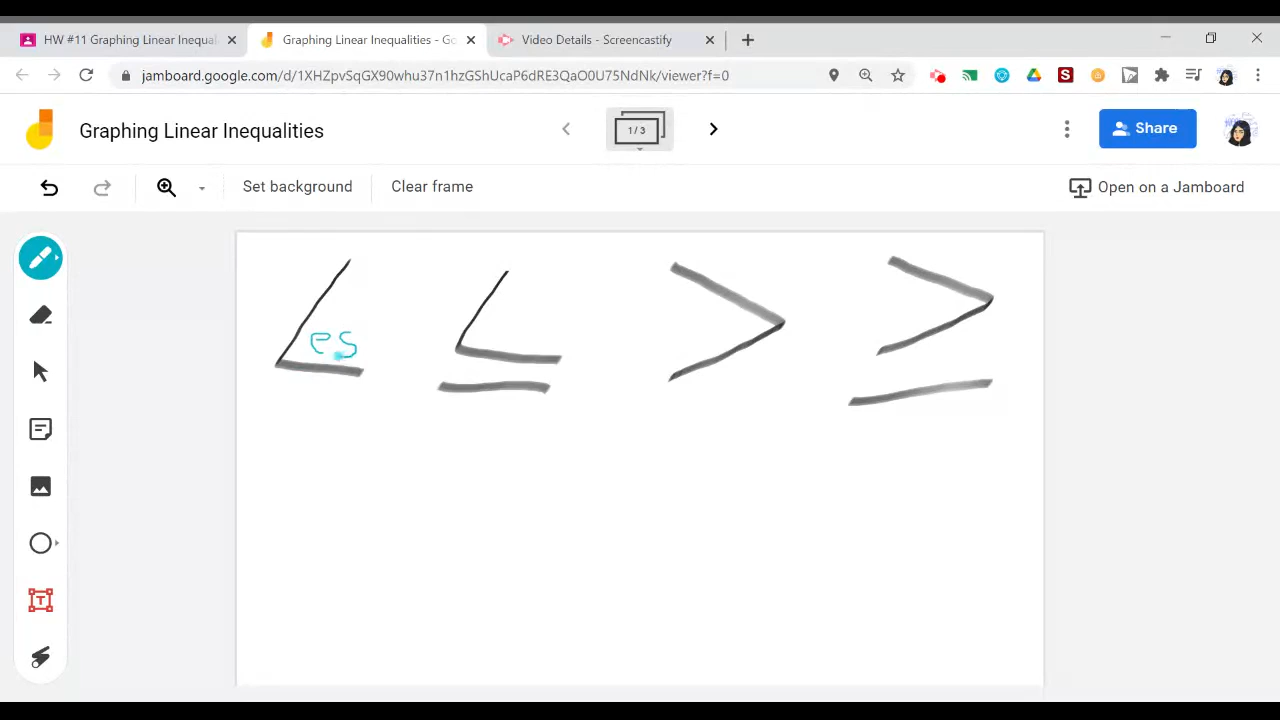 HW #11 Graphing Linear Inequal
Graphing Linear Inequalities - Go
Video Details - Screencastify
jamboard.google.com/d/1XHZpvSqbX90whu37n1hzGShUcaP6dRE3QaO0U75NdNk/viewer?f=0
Graphing Linear Inequalities
1 / 3
Share
Set background
Clear frame
Open on a Jamboard
< ≤ > ≥
es